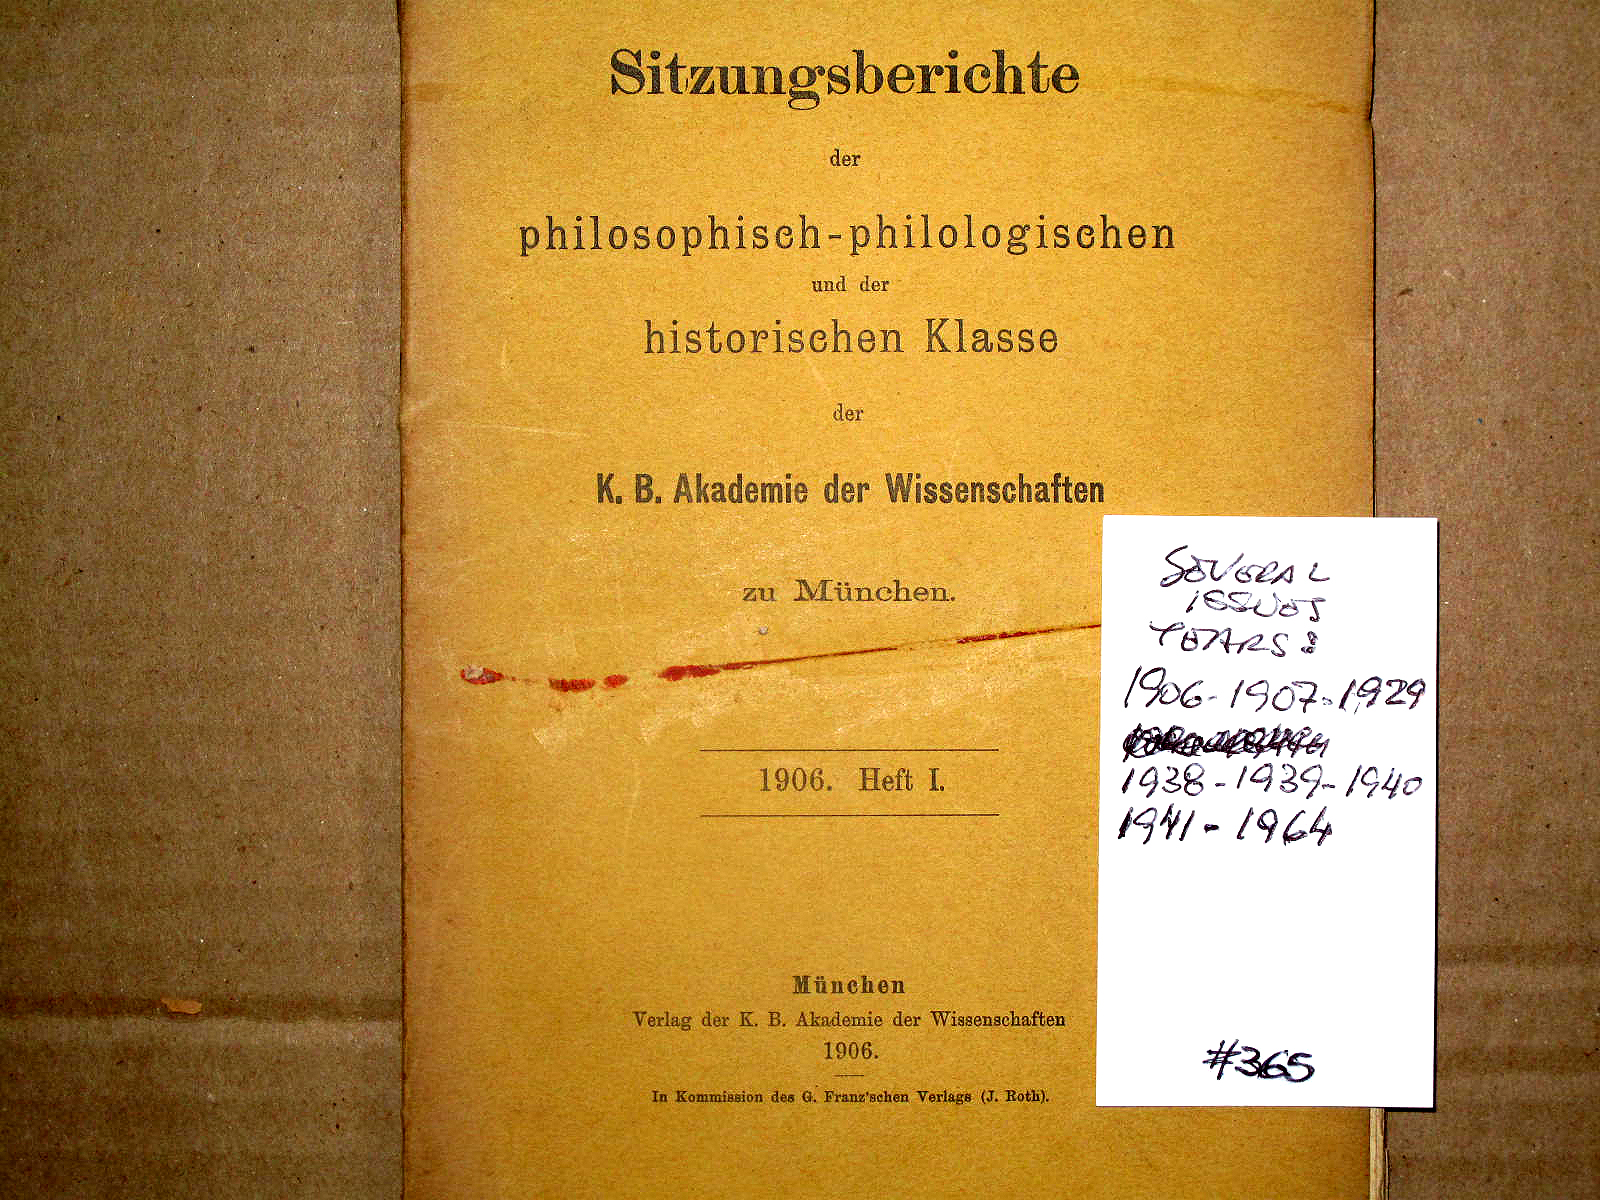 Sitzungsberichte
der
philosophisch-philologischen
und der
historischen Klasse
der
K. B. Akademie der Wissenschaften
zu München.
1906. Heft I.
München
Verlag der K. B. Akademie der Wissenschaften
1906.
In Kommission des G. Franz'schen Verlags (J. Roth).
SEVERAL
ISSUES
YEARS:
1906-1907-1929
1938-1939-1940
1941-1964
#365